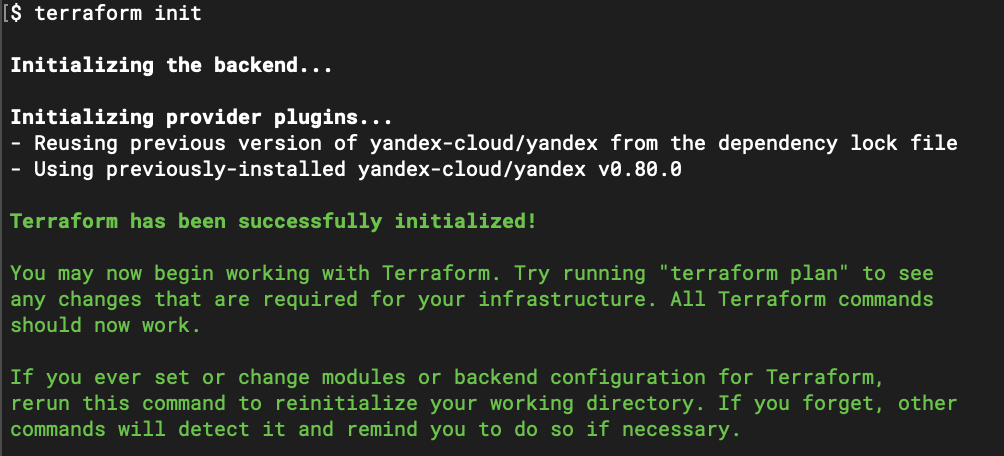 [$ terraform init
Initializing the backend...
Initializing provider plugins...
- Reusing previous version of yandex-cloud/yandex from the dependency lock file
- Using previously-installed yandex-cloud/yandex v0.80.0
Terraform has been successfully initialized!
You may now begin working with Terraform. Try running "terraform plan" to see
any changes that are required for your infrastructure. All Terraform commands
should now work.
If you ever set or change modules or backend configuration for Terraform,
rerun this command to reinitialize your working directory. If you forget, other
commands will detect it and remind you to do so if necessary.